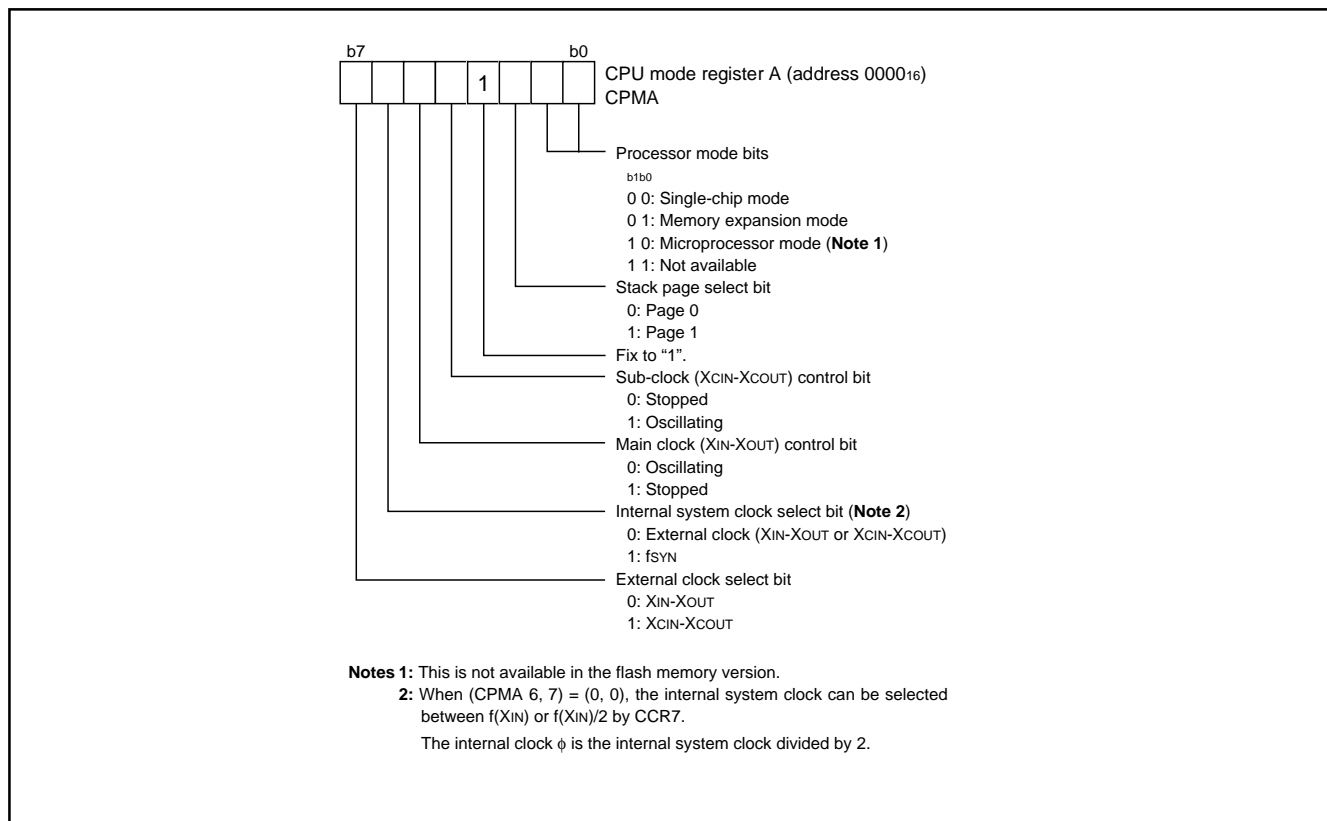 b7 b0
1
CPU mode register A (address 0000₁₆)
CPMA
Processor mode bits
b1b0
0 0: Single-chip mode
0 1: Memory expansion mode
1 0: Microprocessor mode (Note 1)
1 1: Not available
Stack page select bit
0: Page 0
1: Page 1
Fix to “1”.
Sub-clock (XCIN-XCOUT) control bit
0: Stopped
1: Oscillating
Main clock (XIN-XOUT) control bit
0: Oscillating
1: Stopped
Internal system clock select bit (Note 2)
0: External clock (XIN-XOUT or XCIN-XCOUT)
1: fSYN
External clock select bit
0: XIN-XOUT
1: XCIN-XCOUT
Notes 1: This is not available in the flash memory version.
2: When (CPMA 6, 7) = (0, 0), the internal system clock can be selected
between f(XIN) or f(XIN)/2 by CCR7.
The internal clock ϕ is the internal system clock divided by 2.